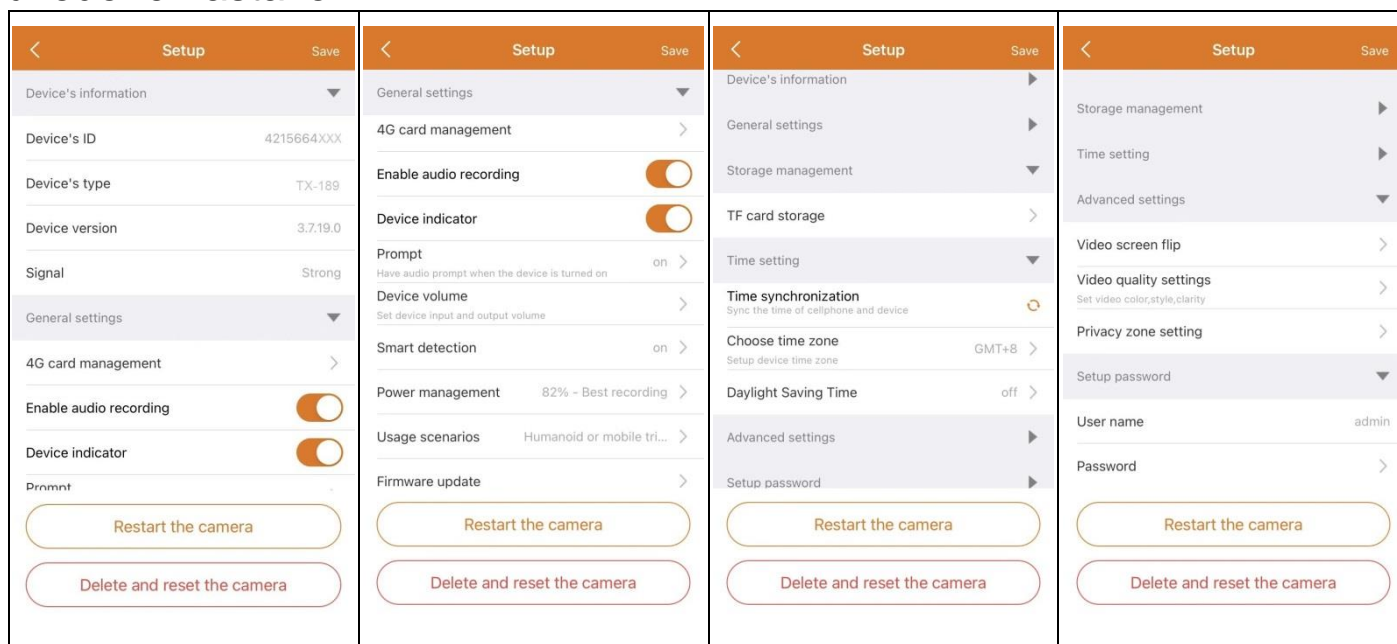 Setup
Save
Device's information
Device's ID
4215664XXX
Device's type
TX-189
Device version
3.7.19.0
Signal
Strong
General settings
4G card management
Enable audio recording
Device indicator
Prompt
Restart the camera
Delete and reset the camera
Setup
Save
General settings
4G card management
Enable audio recording
Device indicator
Prompt
on
Have audio prompt when the device is turned on
Device volume
Set device input and output volume
Smart detection
on
Power management
82% - Best recording
Usage scenarios
Humanoid or mobile tri...
Firmware update
Restart the camera
Delete and reset the camera
Setup
Save
Device's information
General settings
Storage management
TF card storage
Time setting
Time synchronization
Sync the time of cellphone and device
Choose time zone
GMT+8
Setup device time zone
Daylight Saving Time
off
Advanced settings
Setup password
Restart the camera
Delete and reset the camera
Setup
Save
Storage management
Time setting
Advanced settings
Video screen flip
Video quality settings
Set video color,style,clarity
Privacy zone setting
Setup password
User name
admin
Password
Restart the camera
Delete and reset the camera